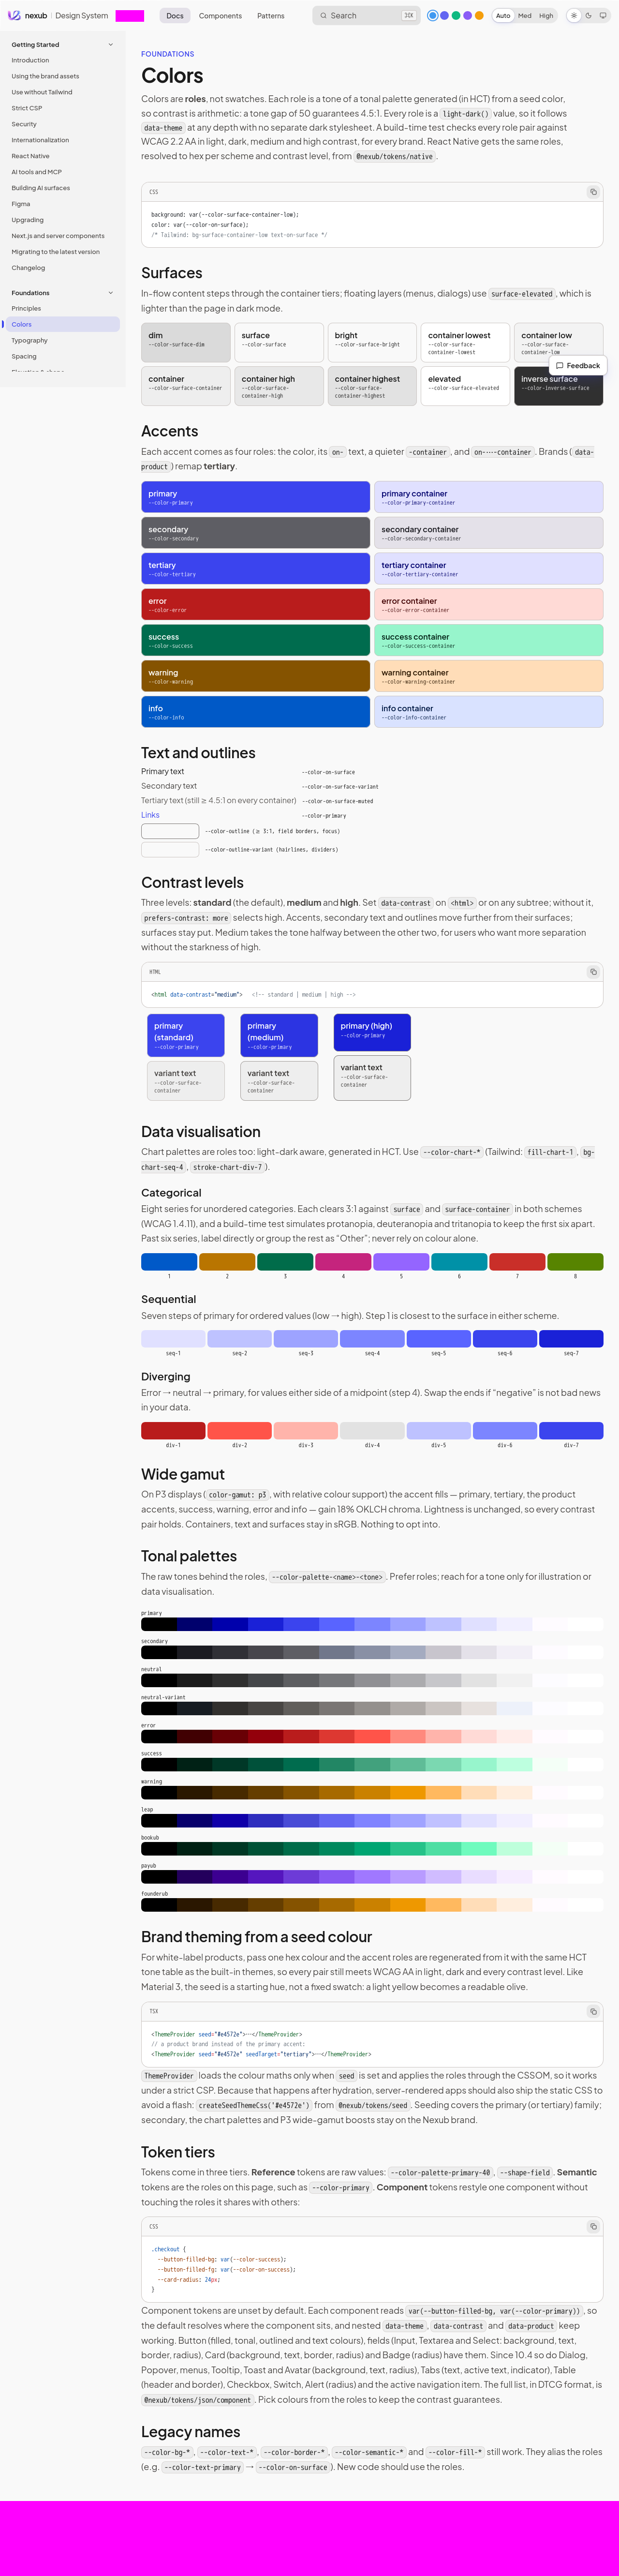 nexub Design System Docs Components Patterns Search Auto Med High
Getting Started
Introduction
Using the brand assets
Use without Tailwind
Strict CSP
Security
Internationalization
React Native
AI tools and MCP
Building AI surfaces
Figma
Upgrading
Next.js and server components
Migrating to the latest version
Changelog
Foundations
Principles
Colors
Typography
Spacing
FOUNDATIONS
Colors
Colors are roles, not swatches. Each role is a tone of a tonal palette generated (in HCT) from a seed color,
so contrast is arithmetic: a tone gap of 50 guarantees 4.5:1. Every role is a light-dark() value, so it follows
data-theme at any depth with no separate dark stylesheet. A build-time test checks every role pair against
WCAG 2.2 AA in light, dark, medium and high contrast, for every brand. React Native gets the same roles,
resolved to hex per scheme and contrast level, from @nexub/tokens/native.
CSS
background: var(--color-surface-container-low);
color: var(--color-on-surface);
/* Tailwind: bg-surface-container-low text-on-surface */
Surfaces
In-flow content steps through the container tiers; floating layers (menus, dialogs) use surface-elevated, which is
lighter than the page in dark mode.
dim
--color-surface-dim
surface
--color-surface
bright
--color-surface-bright
container lowest
--color-surface-
container-lowest
container low
--color-surface-
container-low
Feedback
container
--color-surface-container
container high
--color-surface-
container-high
container highest
--color-surface-
container-highest
elevated
--color-surface-elevated
inverse surface
--color-inverse-surface
Accents
Each accent comes as four roles: the color, its on- text, a quieter -container, and on-…-container. Brands (data-
product) remap tertiary.
primary
--color-primary
primary container
--color-primary-container
secondary
--color-secondary
secondary container
--color-secondary-container
tertiary
--color-tertiary
tertiary container
--color-tertiary-container
error
--color-error
error container
--color-error-container
success
--color-success
success container
--color-success-container
warning
--color-warning
warning container
--color-warning-container
info
--color-info
info container
--color-info-container
Text and outlines
Primary text --color-on-surface
Secondary text --color-on-surface-variant
Tertiary text (still ≥ 4.5:1 on every container) --color-on-surface-muted
Links --color-primary
--color-outline (≥ 3:1, field borders, focus)
--color-outline-variant (hairlines, dividers)
Contrast levels
Three levels: standard (the default), medium and high. Set data-contrast on <html> or on any subtree; without it,
prefers-contrast: more selects high. Accents, secondary text and outlines move further from their surfaces;
surfaces stay put. Medium takes the tone halfway between the other two, for users who want more separation
without the starkness of high.
HTML
<html data-contrast="medium"> <!-- standard | medium | high -->
primary
(standard)
--color-primary
primary
(medium)
--color-primary
primary (high)
--color-primary
variant text
--color-surface-
container
variant text
--color-surface-
container
variant text
--color-surface-
container
Data visualisation
Chart palettes are roles too: light-dark aware, generated in HCT. Use --color-chart-* (Tailwind: fill-chart-1, bg-
chart-seq-4, stroke-chart-div-7).
Categorical
Eight series for unordered categories. Each clears 3:1 against surface and surface-container in both schemes
(WCAG 1.4.11), and a build-time test simulates protanopia, deuteranopia and tritanopia to keep the first six apart.
Past six series, label directly or group the rest as “Other”; never rely on colour alone.
1 2 3 4 5 6 7 8
Sequential
Seven steps of primary for ordered values (low → high). Step 1 is closest to the surface in either scheme.
seq-1 seq-2 seq-3 seq-4 seq-5 seq-6 seq-7
Diverging
Error → neutral → primary, for values either side of a midpoint (step 4). Swap the ends if “negative” is not bad news
in your data.
div-1 div-2 div-3 div-4 div-5 div-6 div-7
Wide gamut
On P3 displays (color-gamut: p3, with relative colour support) the accent fills — primary, tertiary, the product
accents, success, warning, error and info — gain 18% OKLCH chroma. Lightness is unchanged, so every contrast
pair holds. Containers, text and surfaces stay in sRGB. Nothing to opt into.
Tonal palettes
The raw tones behind the roles, --color-palette-<name>-<tone>. Prefer roles; reach for a tone only for illustration or
data visualisation.
primary
secondary
neutral
neutral-variant
error
success
warning
leap
bookub
payub
founderub
Brand theming from a seed colour
For white-label products, pass one hex colour and the accent roles are regenerated from it with the same HCT
tone table as the built-in themes, so every pair still meets WCAG AA in light, dark and every contrast level. Like
Material 3, the seed is a starting hue, not a fixed swatch: a light yellow becomes a readable olive.
TSX
<ThemeProvider seed="#e4572e">…</ThemeProvider>
// a product brand instead of the primary accent:
<ThemeProvider seed="#e4572e" seedTarget="tertiary">…</ThemeProvider>
ThemeProvider loads the colour maths only when seed is set and applies the roles through the CSSOM, so it works
under a strict CSP. Because that happens after hydration, server-rendered apps should also ship the static CSS to
avoid a flash: createSeedThemeCss('#e4572e') from @nexub/tokens/seed. Seeding covers the primary (or tertiary) family;
secondary, the chart palettes and P3 wide-gamut boosts stay on the Nexub brand.
Token tiers
Tokens come in three tiers. Reference tokens are raw values: --color-palette-primary-40, --shape-field. Semantic
tokens are the roles on this page, such as --color-primary. Component tokens restyle one component without
touching the roles it shares with others:
CSS
.checkout {
--button-filled-bg: var(--color-success);
--button-filled-fg: var(--color-on-success);
--card-radius: 24px;
}
Component tokens are unset by default. Each component reads var(--button-filled-bg, var(--color-primary)), so
the default resolves where the component sits, and nested data-theme, data-contrast and data-product keep
working. Button (filled, tonal, outlined and text colours), fields (Input, Textarea and Select: background, text,
border, radius), Card (background, text, border, radius) and Badge (radius) have them. Since 10.4 so do Dialog,
Popover, menus, Tooltip, Toast and Avatar (background, text, radius), Tabs (text, active text, indicator), Table
(header and border), Checkbox, Switch, Alert (radius) and the active navigation item. The full list, in DTCG format, is
@nexub/tokens/json/component. Pick colours from the roles to keep the contrast guarantees.
Legacy names
--color-bg-*, --color-text-*, --color-border-*, --color-semantic-* and --color-fill-* still work. They alias the roles
(e.g. --color-text-primary → --color-on-surface). New code should use the roles.